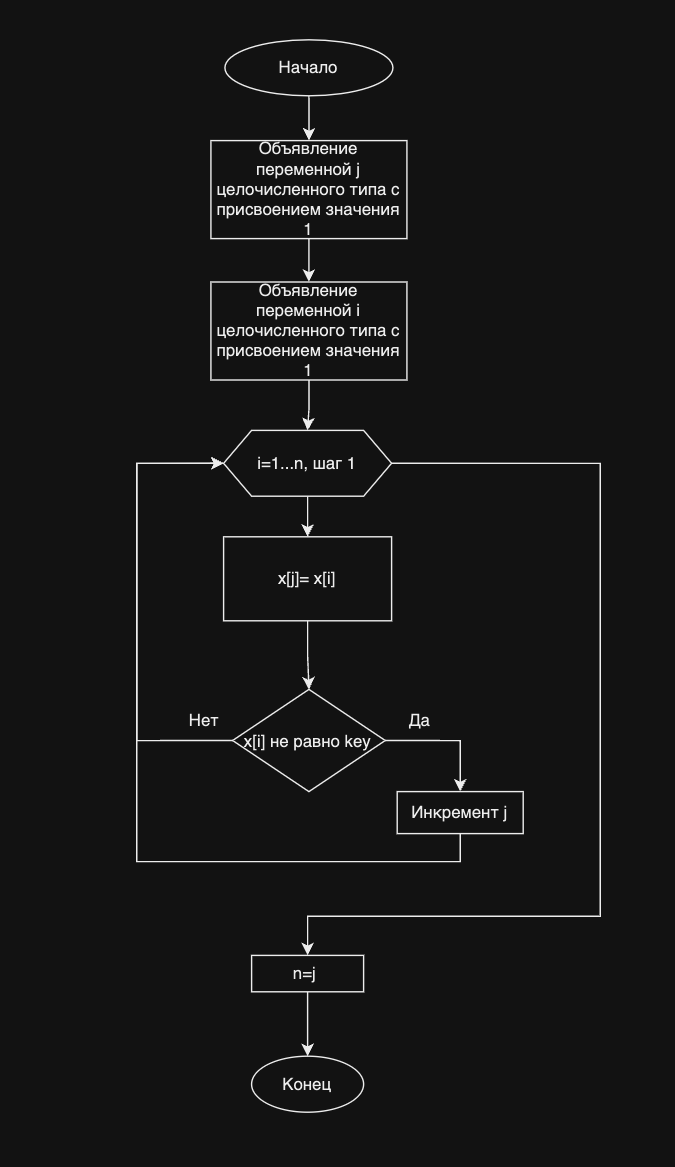 Начало
Объявление
переменной j
целочисленного типа с
присвоением значения
1
Объявление
переменной i
целочисленного типа с
присвоением значения
1
i=1...n, шаг 1
x[j]= x[i]
Нет
Да
x[i] не равно key
Инкремент j
n=j
Конец